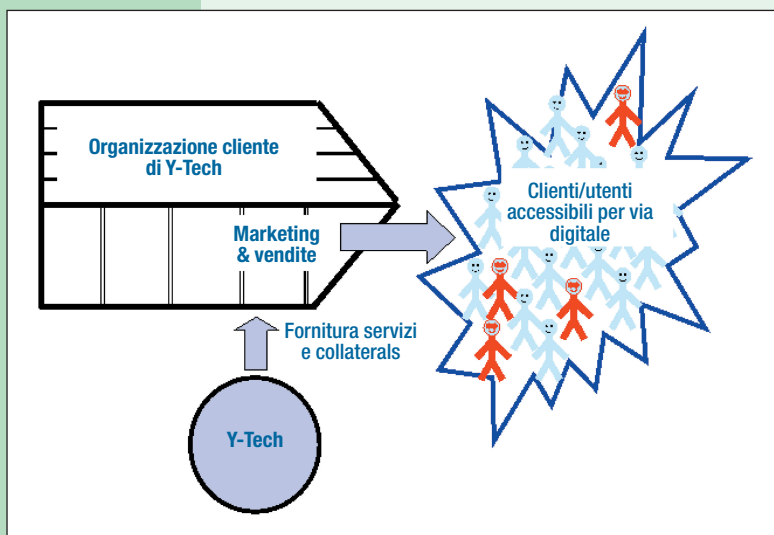 Organizzazione cliente
di Y-Tech
Marketing
& vendite
Clienti/utenti
accessibili per via
digitale
Fornitura servizi
e collaterals
Y-Tech